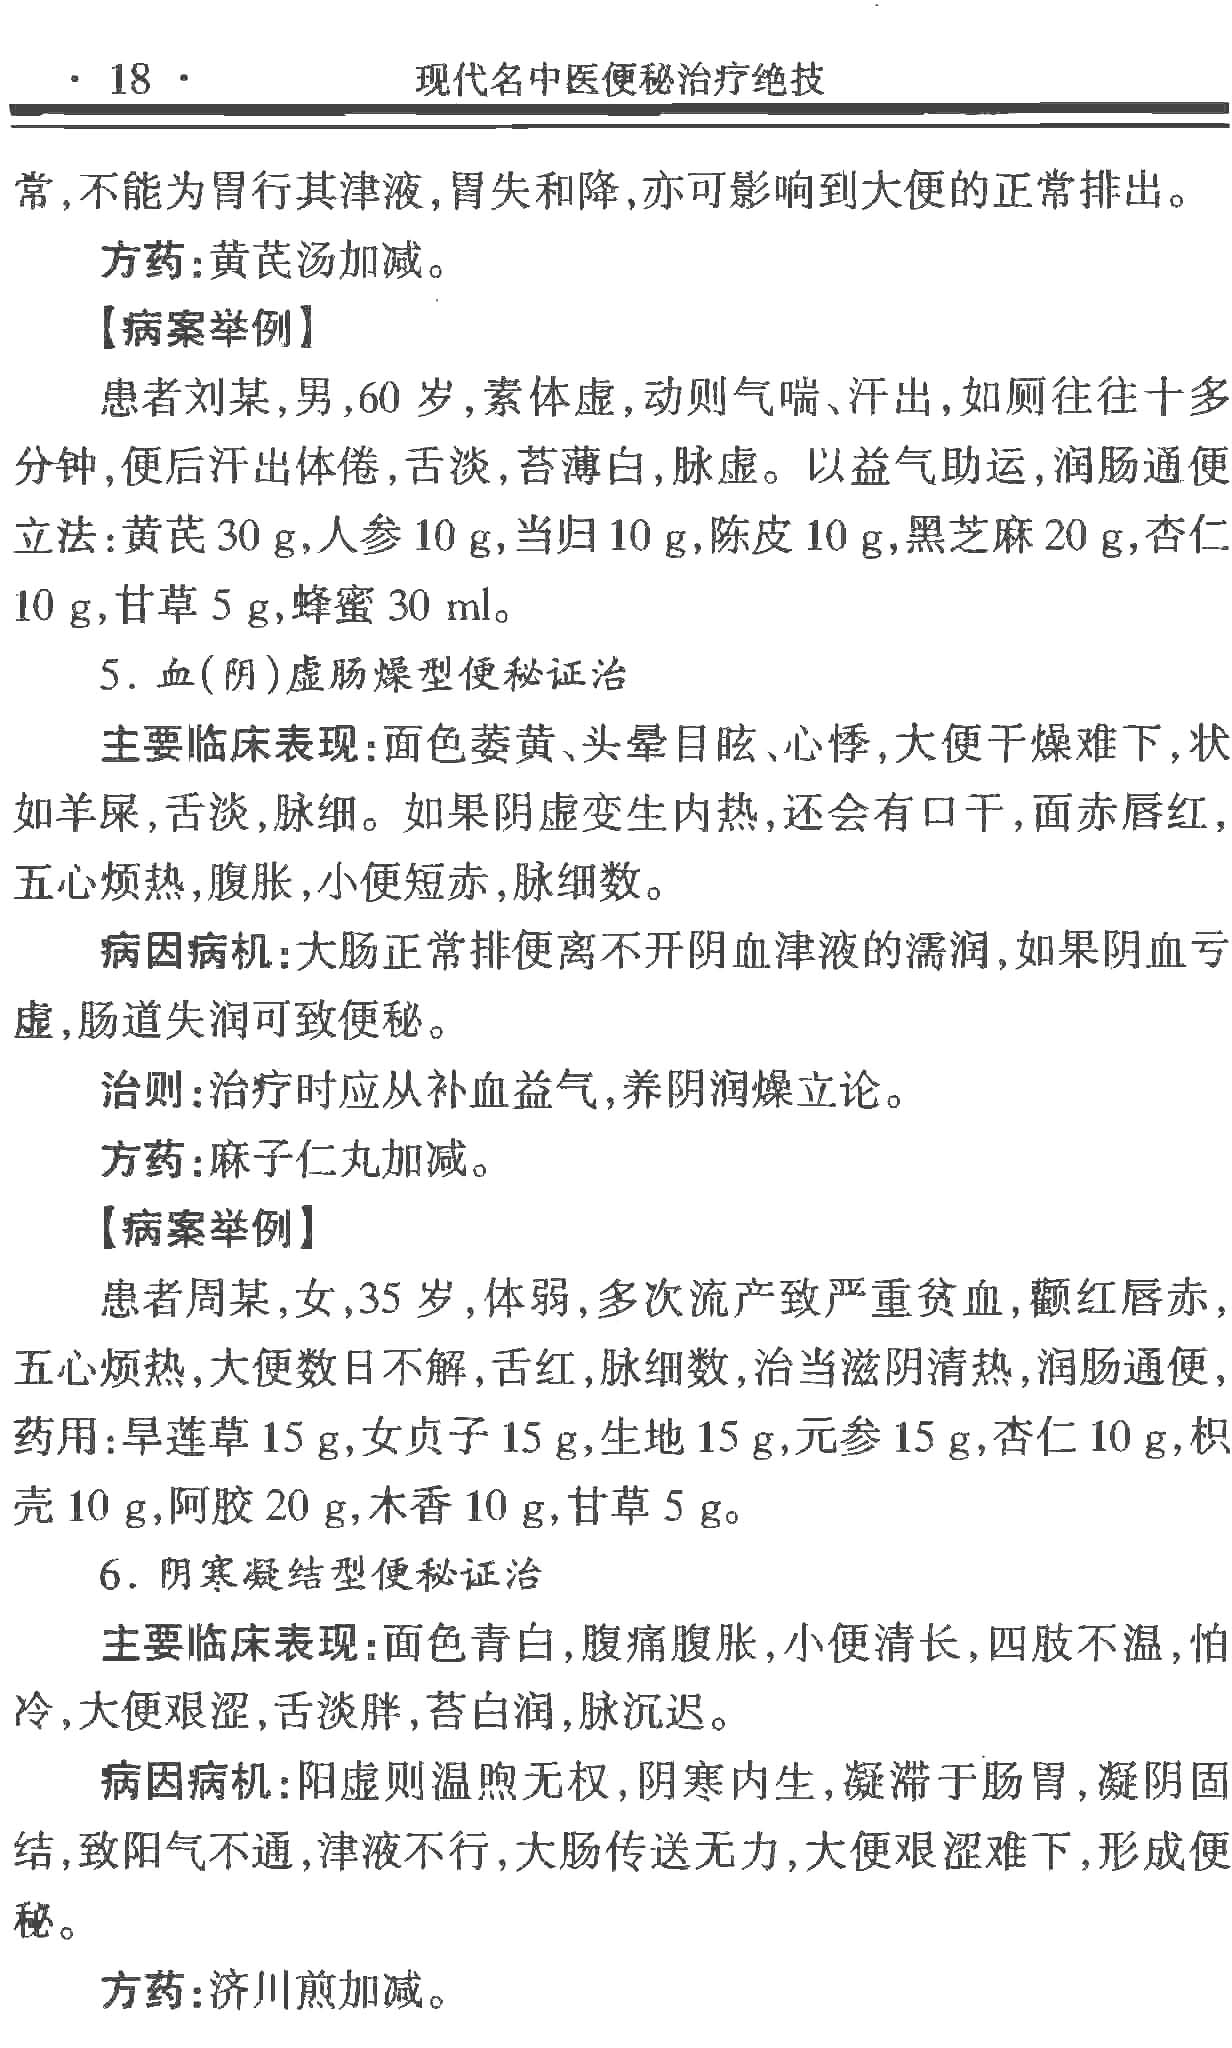 · 18 ·
现代名中医便秘治疗绝技
常,不能为胃行其津液,胃失和降,亦可影响到大便的正常排出。
方药:黄芪汤加减。
【病案举例】
患者刘某,男,60 岁,素体虚,动则气喘、汗出,如厕往往十多
分钟,便后汗出体倦,舌淡,苔薄白,脉虚。以益气助运,润肠通便
立法:黄芪 30 g,人参 10 g,当归 10 g,陈皮 10 g,黑芝麻 20 g,杏仁
10 g,甘草 5 g,蜂蜜 30 ml。
5. 血(阴)虚肠燥型便秘证治
主要临床表现:面色萎黄、头晕目眩、心悸,大便干燥难下,状
如羊屎,舌淡,脉细。如果阴虚变生内热,还会有口干,面赤唇红,
五心烦热,腹胀,小便短赤,脉细数。
病因病机:大肠正常排便离不开阴血津液的濡润,如果阴血亏
虚,肠道失润可致便秘。
治则:治疗时应从补血益气,养阴润燥立论。
方药:麻子仁丸加减。
【病案举例】
患者周某,女,35 岁,体弱,多次流产致严重贫血,颧红唇赤,
五心烦热,大便数日不解,舌红,脉细数,治当滋阴清热,润肠通便,
药用:旱莲草 15 g,女贞子 15 g,生地 15 g,元参 15 g,杏仁 10 g,枳
壳 10 g,阿胶 20 g,木香 10 g,甘草 5 g。
6. 阴寒凝结型便秘证治
主要临床表现:面色青白,腹痛腹胀,小便清长,四肢不温,怕
冷,大便艰涩,舌淡胖,苔白润,脉沉迟。
病因病机:阳虚则温煦无权,阴寒内生,凝滞于肠胃,凝阴固
结,致阳气不通,津液不行,大肠传送无力,大便艰涩难下,形成便
秘。
方药:济川煎加减。